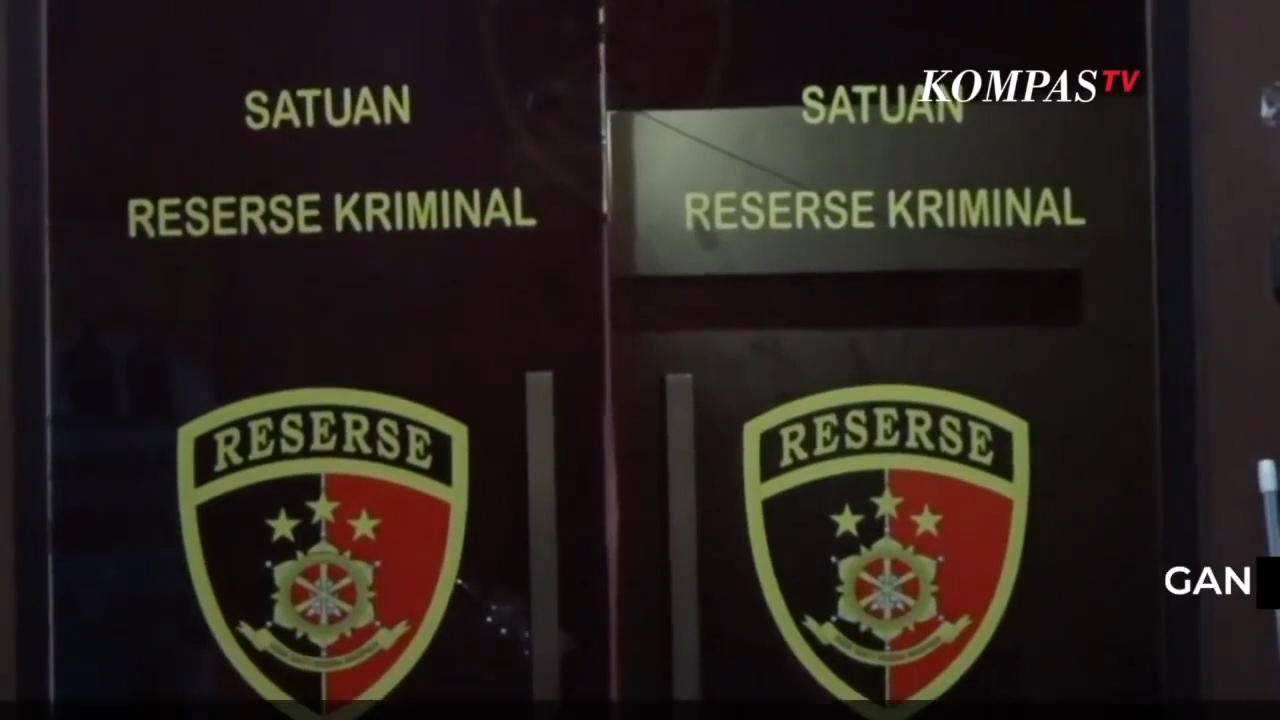 KOMPASTV
SATUAN
RESERSE KRIMINAL
RESERSE
SATUAN
RESERSE KRIMINAL
RESERSE
GAN